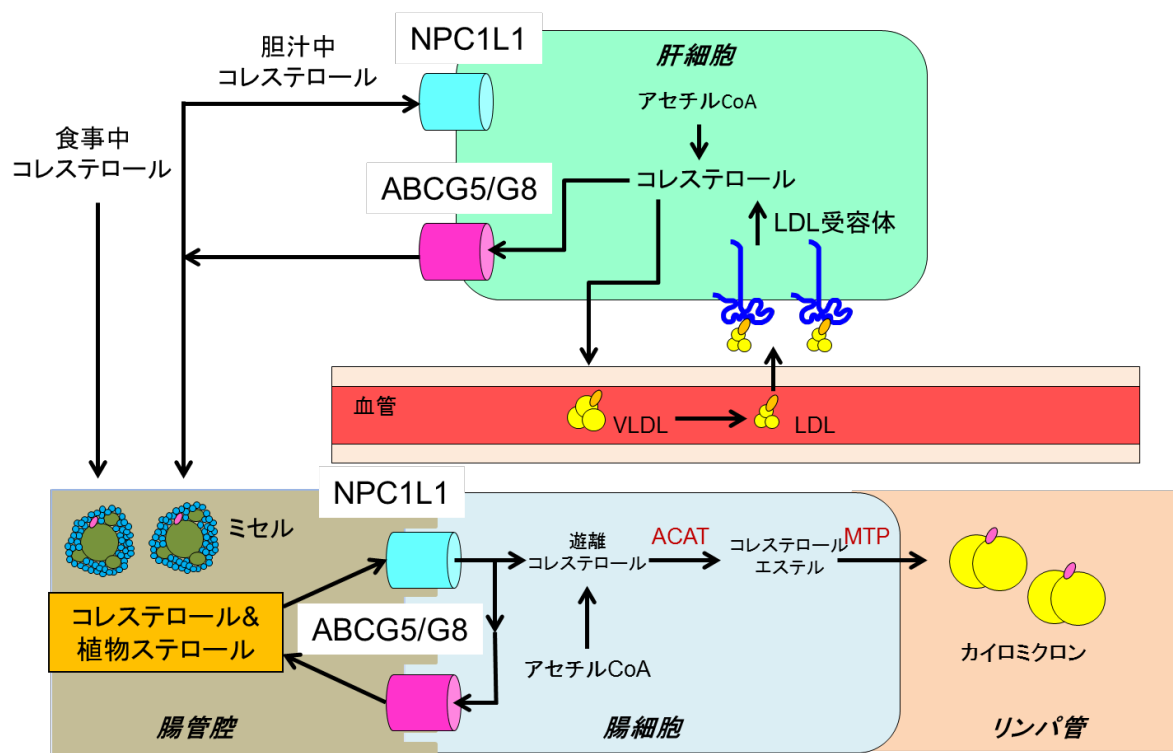 NPC1L1
肝細胞
胆汁中
コレステロール
アセチルCoA
食事中
コレステロール
ABCG5/G8
コレステロール
LDL受容体
血管
VLDL
LDL
NPC1L1
ミセル
遊離
コレステロール
ACAT
コレステロール
エステル
MTP
コレステロール&
植物ステロール
ABCG5/G8
アセチルCoA
カイロミクロン
腸管腔
腸細胞
リンパ管